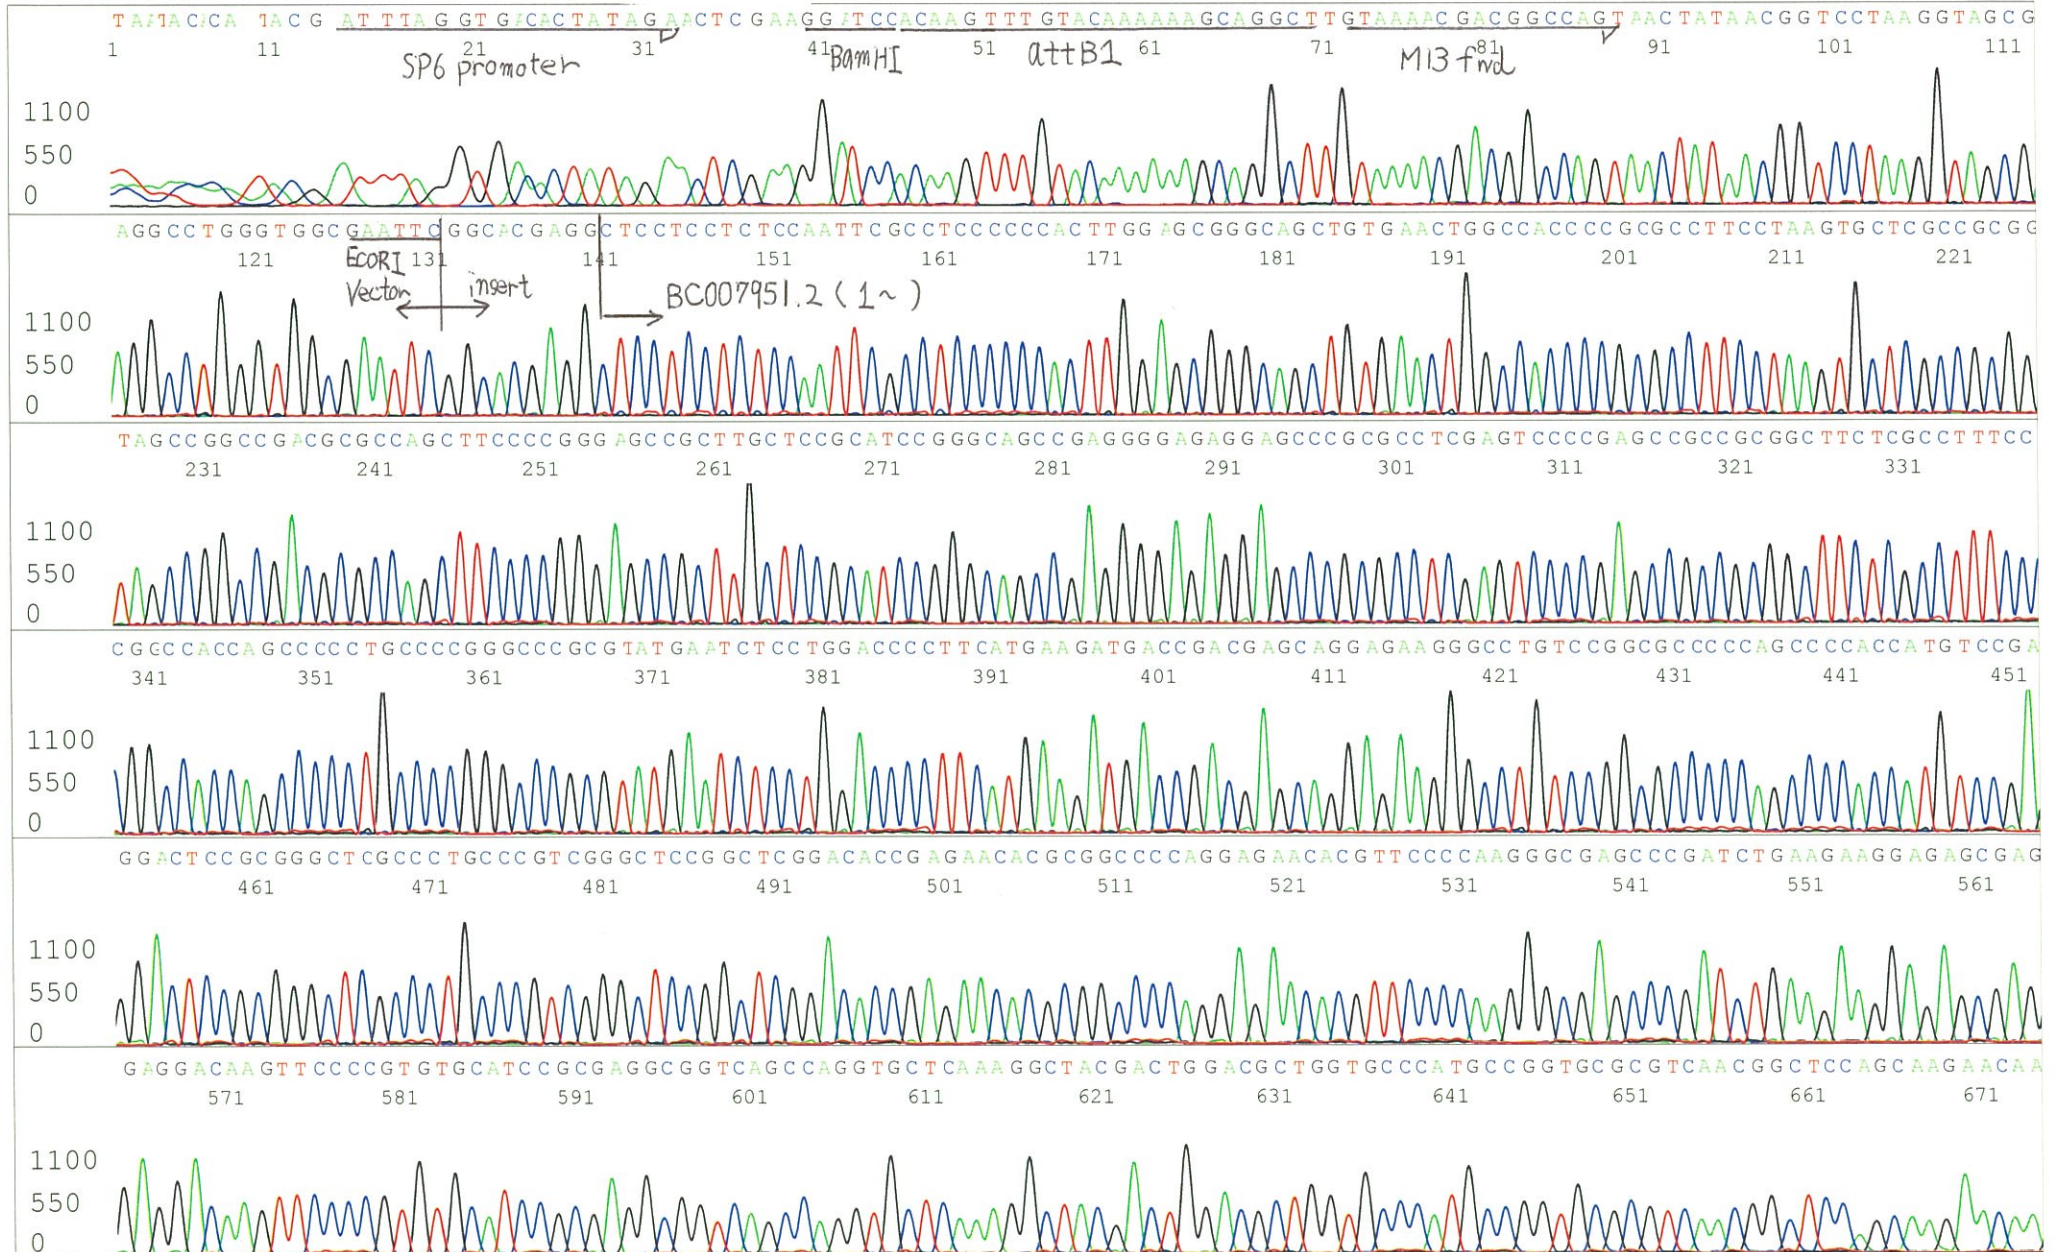 TAATACACA TACG ATTTAGGTGACACTATAGAACTCGAAGGATCCACAAGTTTGTACAAAAAAGCAGGCTTGTAAAACGACGGCCAGTAACTATAACGGTCCTAAGGTAGCG
1 11 21 31 41 51 61 71 81 91 101 111
SP6 promoter BamHI attB1 M13 fwd
1100
550
0
AGGCCTGGGTGGCGAATTCGGCACGAGGCTCCTCCTCTCCAATTCGCCTCCCCCCACTTGGAGCGGGCAGCTGTGAACTGGCCACCCCGCGCCTTCCTAAGTGCTCGCCGCGG
121 131 141 151 161 171 181 191 201 211 221
EcoRI
Vector insert BC007951.2 (1~)
1100
550
0
TAGCCGGCCGACGCGCCAGCTTCCCCGGGAGCCGCTTGCTCCGCATCCGGGCAGCCGAGGGGAGAGGAGCCCGCGCCTCGAGTCCCCGAGCCGCCGCGGCTTCTCGCCTTTCC
231 241 251 261 271 281 291 301 311 321 331
1100
550
0
CGGCCACCAGCCCCCTGCCCCGGGCCCGCGTATGAATCTCCTGGACCCCTTCATGAAGATGACCGACGAGCAGGAGAAGGGCCTGTCCGGCGCCCCCAGCCCCACCATGTCCGA
341 351 361 371 381 391 401 411 421 431 441 451
1100
550
0
GGACTCCGCGGGCTCGCCCTGCCCGTCGGGCTCCGGCTCGGACACCGAGAACACGCGGCCCCAGGAGAACACGTTCCCCAAGGGCGAGCCCGATCTGAAGAAGGAGAGCGAG
461 471 481 491 501 511 521 531 541 551 561
1100
550
0
GAGGACAAGTTCCCCGTGTGCATCCGCGAGGCGGTCAGCCAGGTGCTCAAAGGCTACGACTGGACGCTGGTGCCCATGCCGGTGCGCGTCAACGGCTCCAGCAAGAACAA
571 581 591 601 611 621 631 641 651 661 671
1100
550
0